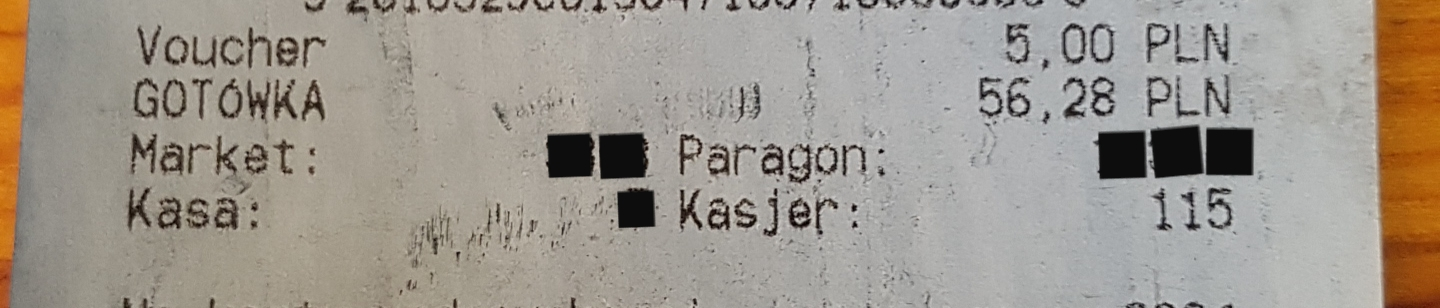 Voucher 5,00 PLN
GOTÓWKA 56,28 PLN
Market: Paragon:
Kasa: Kasjer: 115